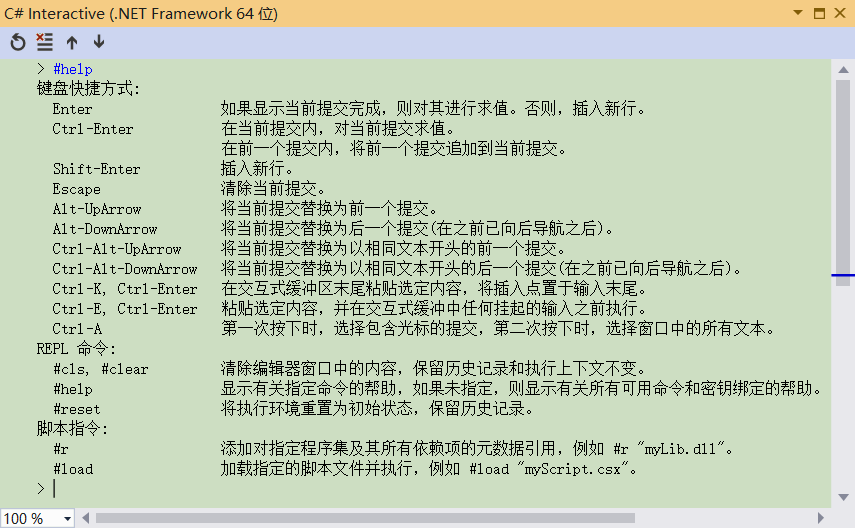 C# Interactive (.NET Framework 64 位)
> #help
键盘快捷方式:
Enter 如果显示当前提交完成，则对其进行求值。否则，插入新行。
Ctrl-Enter 在当前提交内，对当前提交求值。
在前一个提交内，将前一个提交追加到当前提交。
Shift-Enter 插入新行。
Escape 清除当前提交。
Alt-UpArrow 将当前提交替换为前一个提交。
Alt-DownArrow 将当前提交替换为后一个提交(在之前已向后导航之后)。
Ctrl-Alt-UpArrow 将当前提交替换为以相同文本开头的前一个提交。
Ctrl-Alt-DownArrow 将当前提交替换为以相同文本开头的后一个提交(在之前已向后导航之后)。
Ctrl-K, Ctrl-Enter 在交互式缓冲区末尾粘贴选定内容，将插入点置于输入末尾。
Ctrl-E, Ctrl-Enter 粘贴选定内容，并在交互式缓冲中任何挂起的输入之前执行。
Ctrl-A 第一次按下时，选择包含光标的提交，第二次按下时，选择窗口中的所有文本。
REPL 命令:
#cls, #clear 清除编辑器窗口中的内容，保留历史记录和执行上下文不变。
#help 显示有关指定命令的帮助，如果未指定，则显示有关所有可用命令和密钥绑定的帮助。
#reset 将执行环境重置为初始状态，保留历史记录。
脚本指令:
#r 添加对指定程序集及其所有依赖项的元数据引用，例如 #r "myLib.dll"。
#load 加载指定的脚本文件并执行，例如 #load "myScript.csx"。
>
100 %